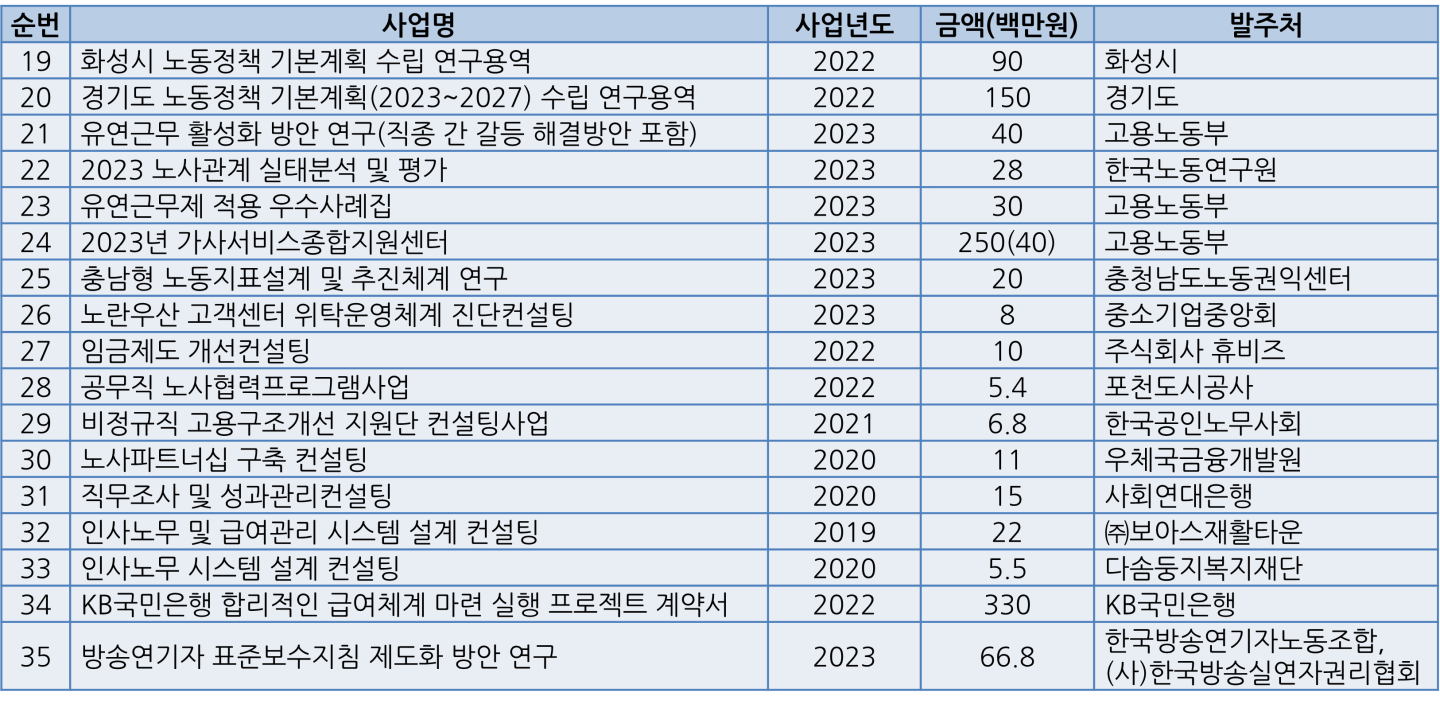 순번 사업명 사업년도 금액(백만원) 발주처
19 화성시 노동정책 기본계획 수립 연구용역 2022 90 화성시
20 경기도 노동정책 기본계획(2023~2027) 수립 연구용역 2022 150 경기도
21 유연근무 활성화 방안 연구(직종 간 갈등 해결방안 포함) 2023 40 고용노동부
22 2023 노사관계 실태분석 및 평가 2023 28 한국노동연구원
23 유연근무제 적용 우수사례집 2023 30 고용노동부
24 2023년 가사서비스종합지원센터 2023 250(40) 고용노동부
25 충남형 노동지표설계 및 추진체계 연구 2023 20 충청남도노동권익센터
26 노란우산 고객센터 위탁운영체계 진단컨설팅 2023 8 중소기업중앙회
27 임금제도 개선컨설팅 2022 10 주식회사 휴비즈
28 공무직 노사협력프로그램사업 2022 5.4 포천도시공사
29 비정규직 고용구조개선 지원단 컨설팅사업 2021 6.8 한국공인노무사회
30 노사파트너십 구축 컨설팅 2020 11 우체국금융개발원
31 직무조사 및 성과관리컨설팅 2020 15 사회연대은행
32 인사노무 및 급여관리 시스템 설계 컨설팅 2019 22 ㈜보아스재활타운
33 인사노무 시스템 설계 컨설팅 2020 5.5 다솜둥지복지재단
34 KB국민은행 합리적인 급여체계 마련 실행 프로젝트 계약서 2022 330 KB국민은행
35 방송연기자 표준보수지침 제도화 방안 연구 2023 66.8 한국방송연기자노동조합,
(사)한국방송실연자권리협회